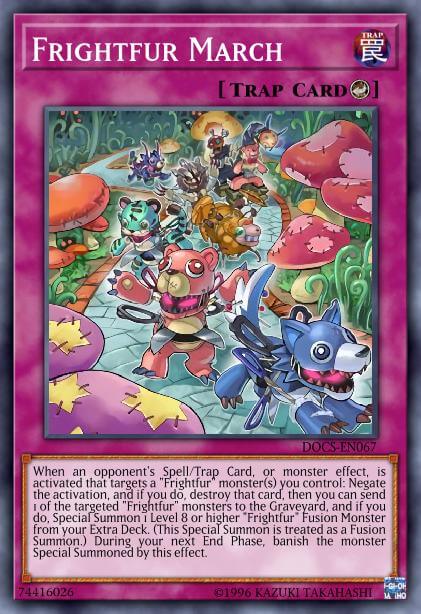 FRIGHTFUR MARCH
TRAP
罠
[TRAP CARD]
DOCS-EN067
When an opponent's Spell/Trap Card, or monster effect, is
activated that targets a "Frightfur" monster(s) you control: Negate
the activation, and if you do, destroy that card, then you can send
1 of the targeted "Frightfur" monsters to the Graveyard, and if you
do, Special Summon 1 Level 8 or higher "Frightfur" Fusion Monster
from your Extra Deck. (This Special Summon is treated as a Fusion
Summon.) During your next End Phase, banish the monster
Special Summoned by this effect.
74416026
©1996 KAZUKI TAKAHASHI